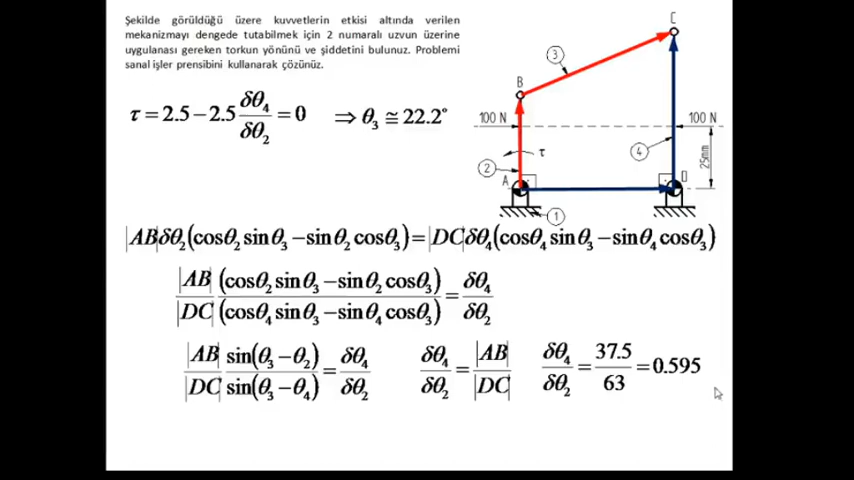 Şekilde görüldüğü üzere kuvvetlerin etkisi altında verilen
mekanizmayı dengede tutabilmek için 2 numaralı uzvun üzerine
uygulanası gereken torkun yönünü ve şiddetini bulunuz. Problemi
sanal işler prensibini kullanarak çözünüz.
τ = 2.5 − 2.5 δθ₄/δθ₂ = 0 ⇒ θ₃ ≅ 22.2°
C
3
B
100 N
100 N
τ
4
25mm
2
A
D
1
|AB|δθ₂(cosθ₂ sinθ₃ − sinθ₂ cosθ₃) = |DC|δθ₄(cosθ₄ sinθ₃ − sinθ₄ cosθ₃)
|AB|/|DC| (cosθ₂ sinθ₃ − sinθ₂ cosθ₃)/(cosθ₄ sinθ₃ − sinθ₄ cosθ₃) = δθ₄/δθ₂
|AB|/|DC| sin(θ₃ − θ₂)/sin(θ₃ − θ₄) = δθ₄/δθ₂ δθ₄/δθ₂ = |AB|/|DC| δθ₄/δθ₂ = 37.5/63 = 0.595